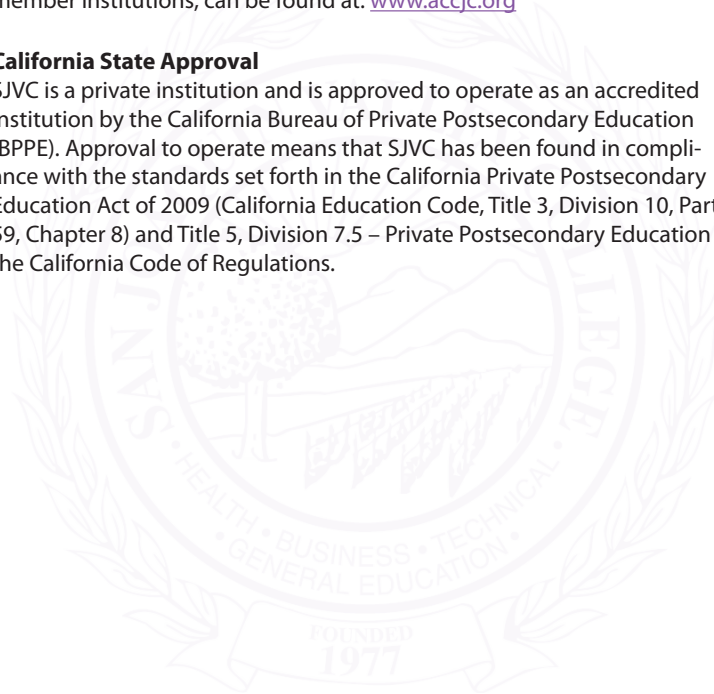 member institutions, can be found at: www.accjc.org
California State Approval
SJVC is a private institution and is approved to operate as an accredited
institution by the California Bureau of Private Postsecondary Education
(BPPE). Approval to operate means that SJVC has been found in compli-
ance with the standards set forth in the California Private Postsecondary
Education Act of 2009 (California Education Code, Title 3, Division 10, Part
59, Chapter 8) and Title 5, Division 7.5 – Private Postsecondary Education
the California Code of Regulations.
SAN JOAQUIN VALLEY COLLEGE
• HEALTH • BUSINESS • TECHNICAL •
• GENERAL EDUCATION •
FOUNDED
1977